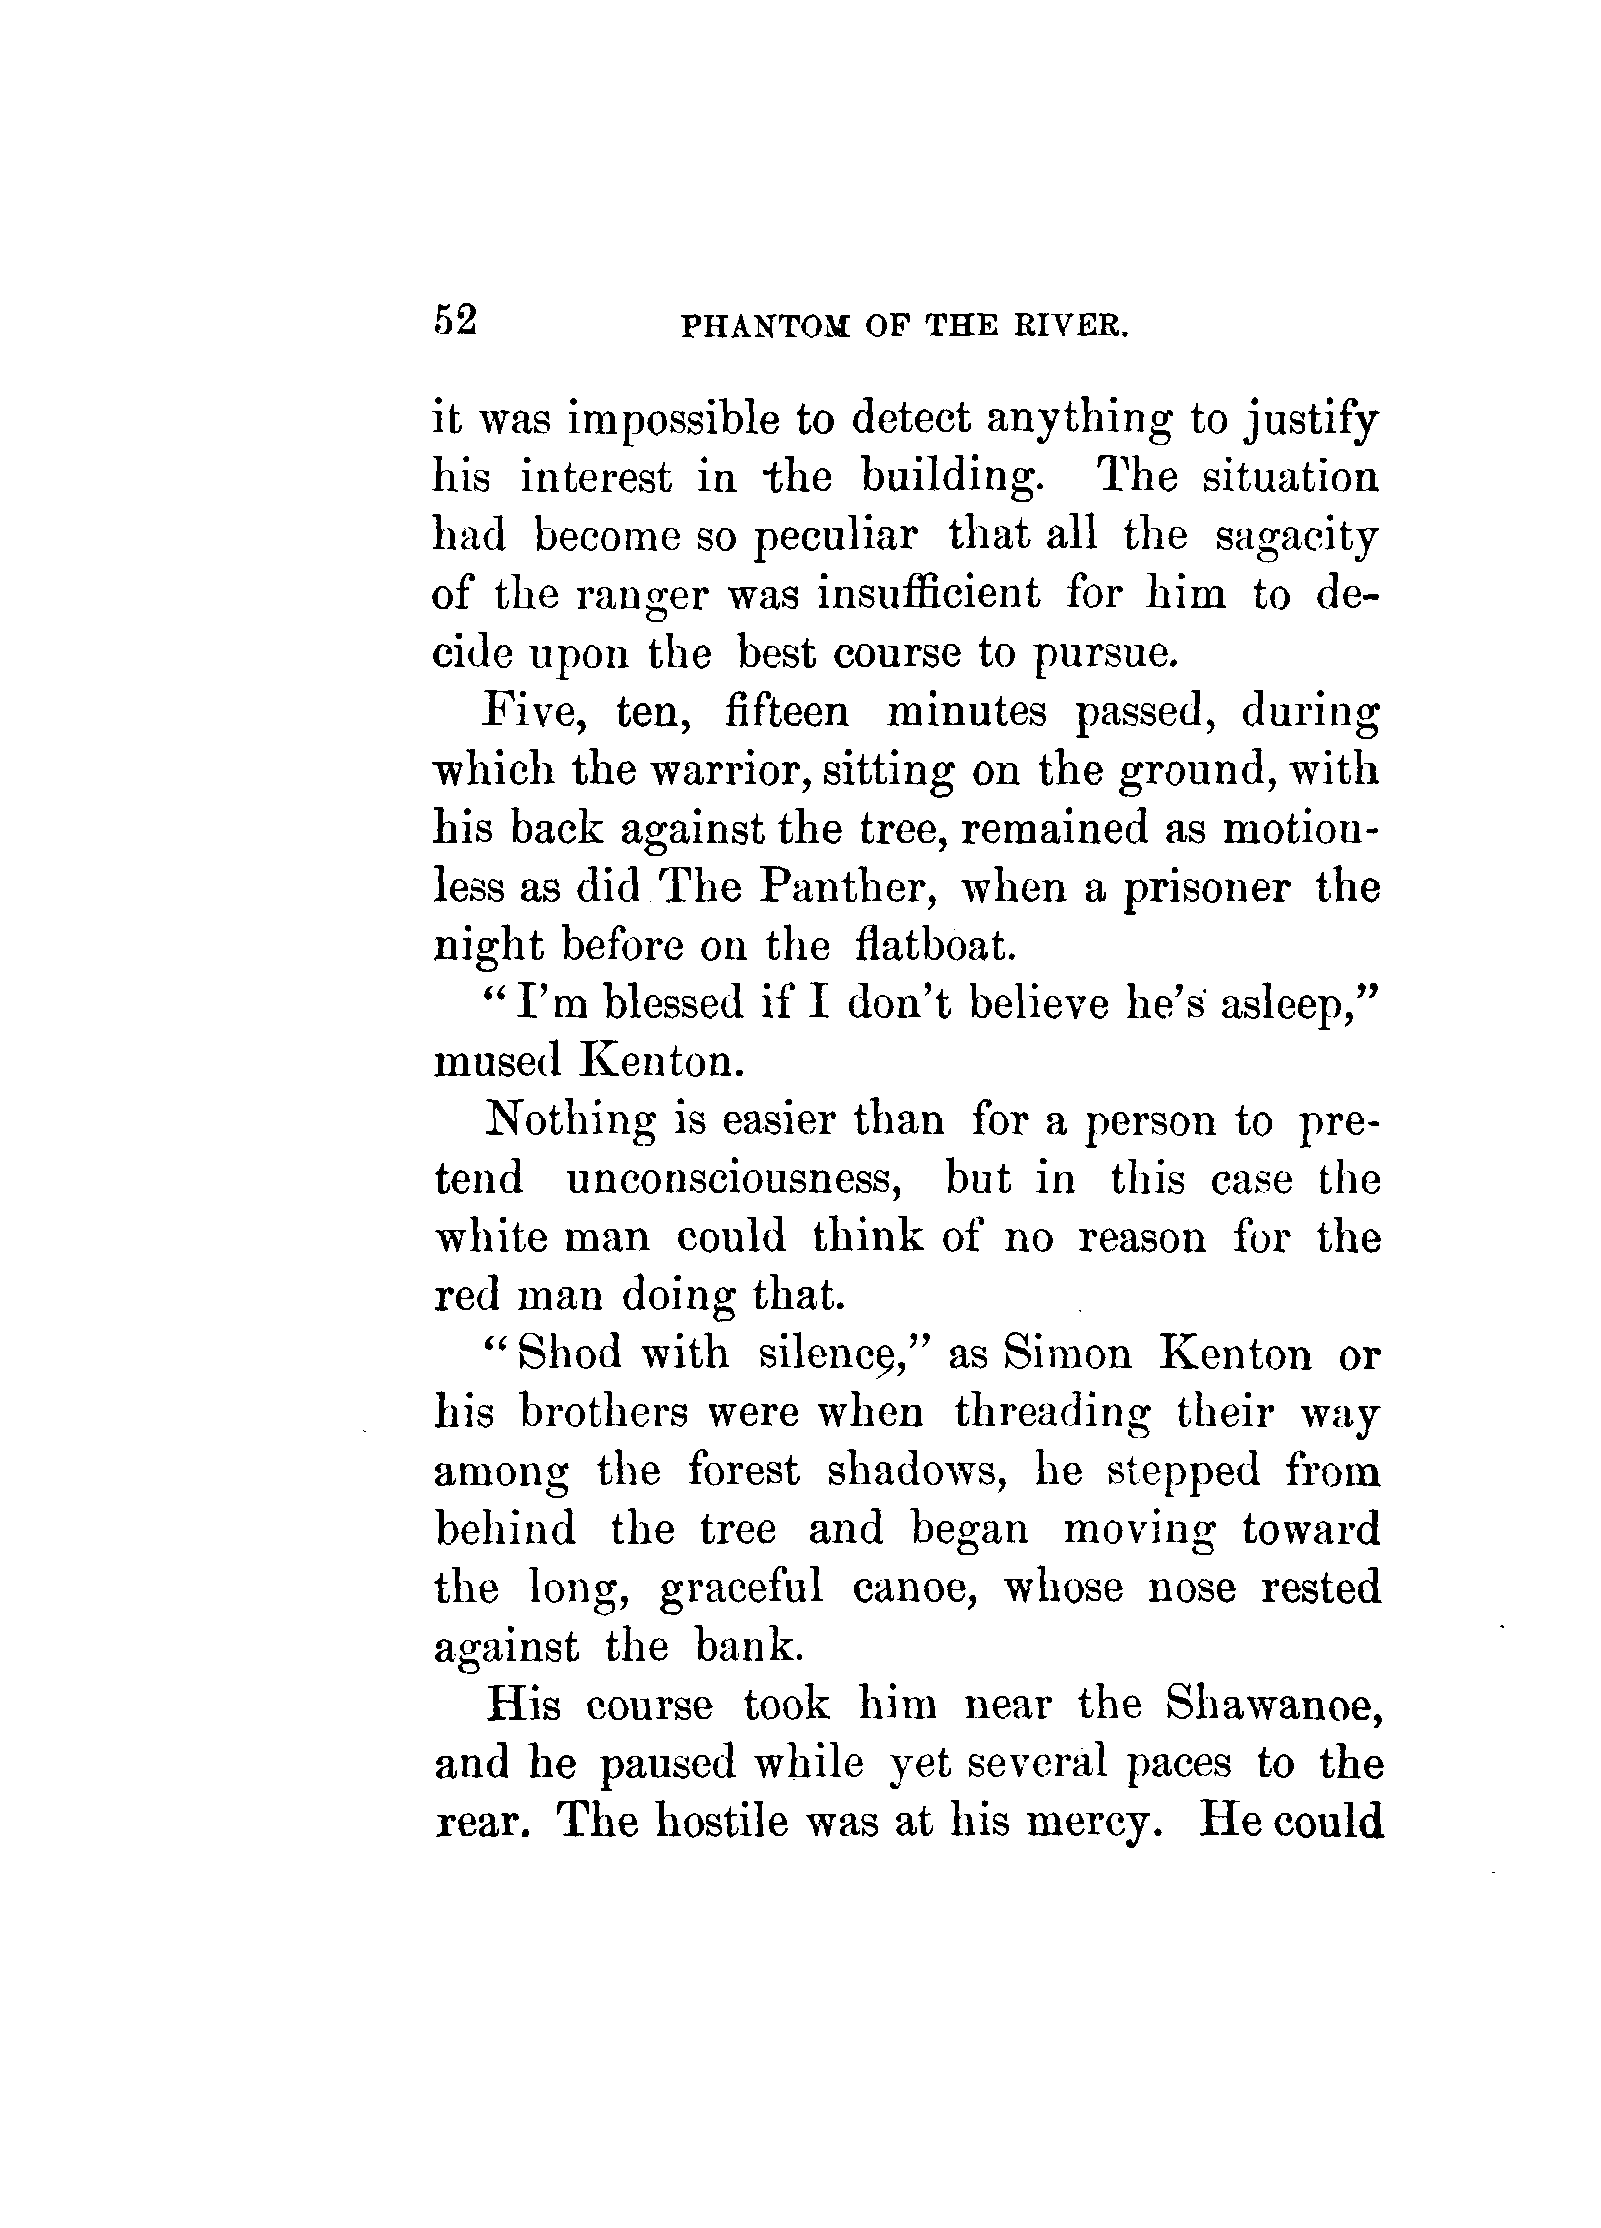 52 PHANTOM OF THE RIVER.
it was impossible to detect anything to justify
his interest in the building. The situation
had become so peculiar that all the sagacity
of the ranger was insufficient for him to de-
cide upon the best course to pursue.
Five, ten, fifteen minutes passed, during
which the warrior, sitting on the ground, with
his back against the tree, remained as motion-
less as did The Panther, when a prisoner the
night before on the flatboat.
"I'm blessed if I don't believe he's asleep,"
mused Kenton.
Nothing is easier than for a person to pre-
tend unconsciousness, but in this case the
white man could think of no reason for the
red man doing that.
"Shod with silence," as Simon Kenton or
his brothers were when threading their way
among the forest shadows, he stepped from
behind the tree and began moving toward
the long, graceful canoe, whose nose rested
against the bank.
His course took him near the Shawanoe,
and he paused while yet several paces to the
rear. The hostile was at his mercy. He could